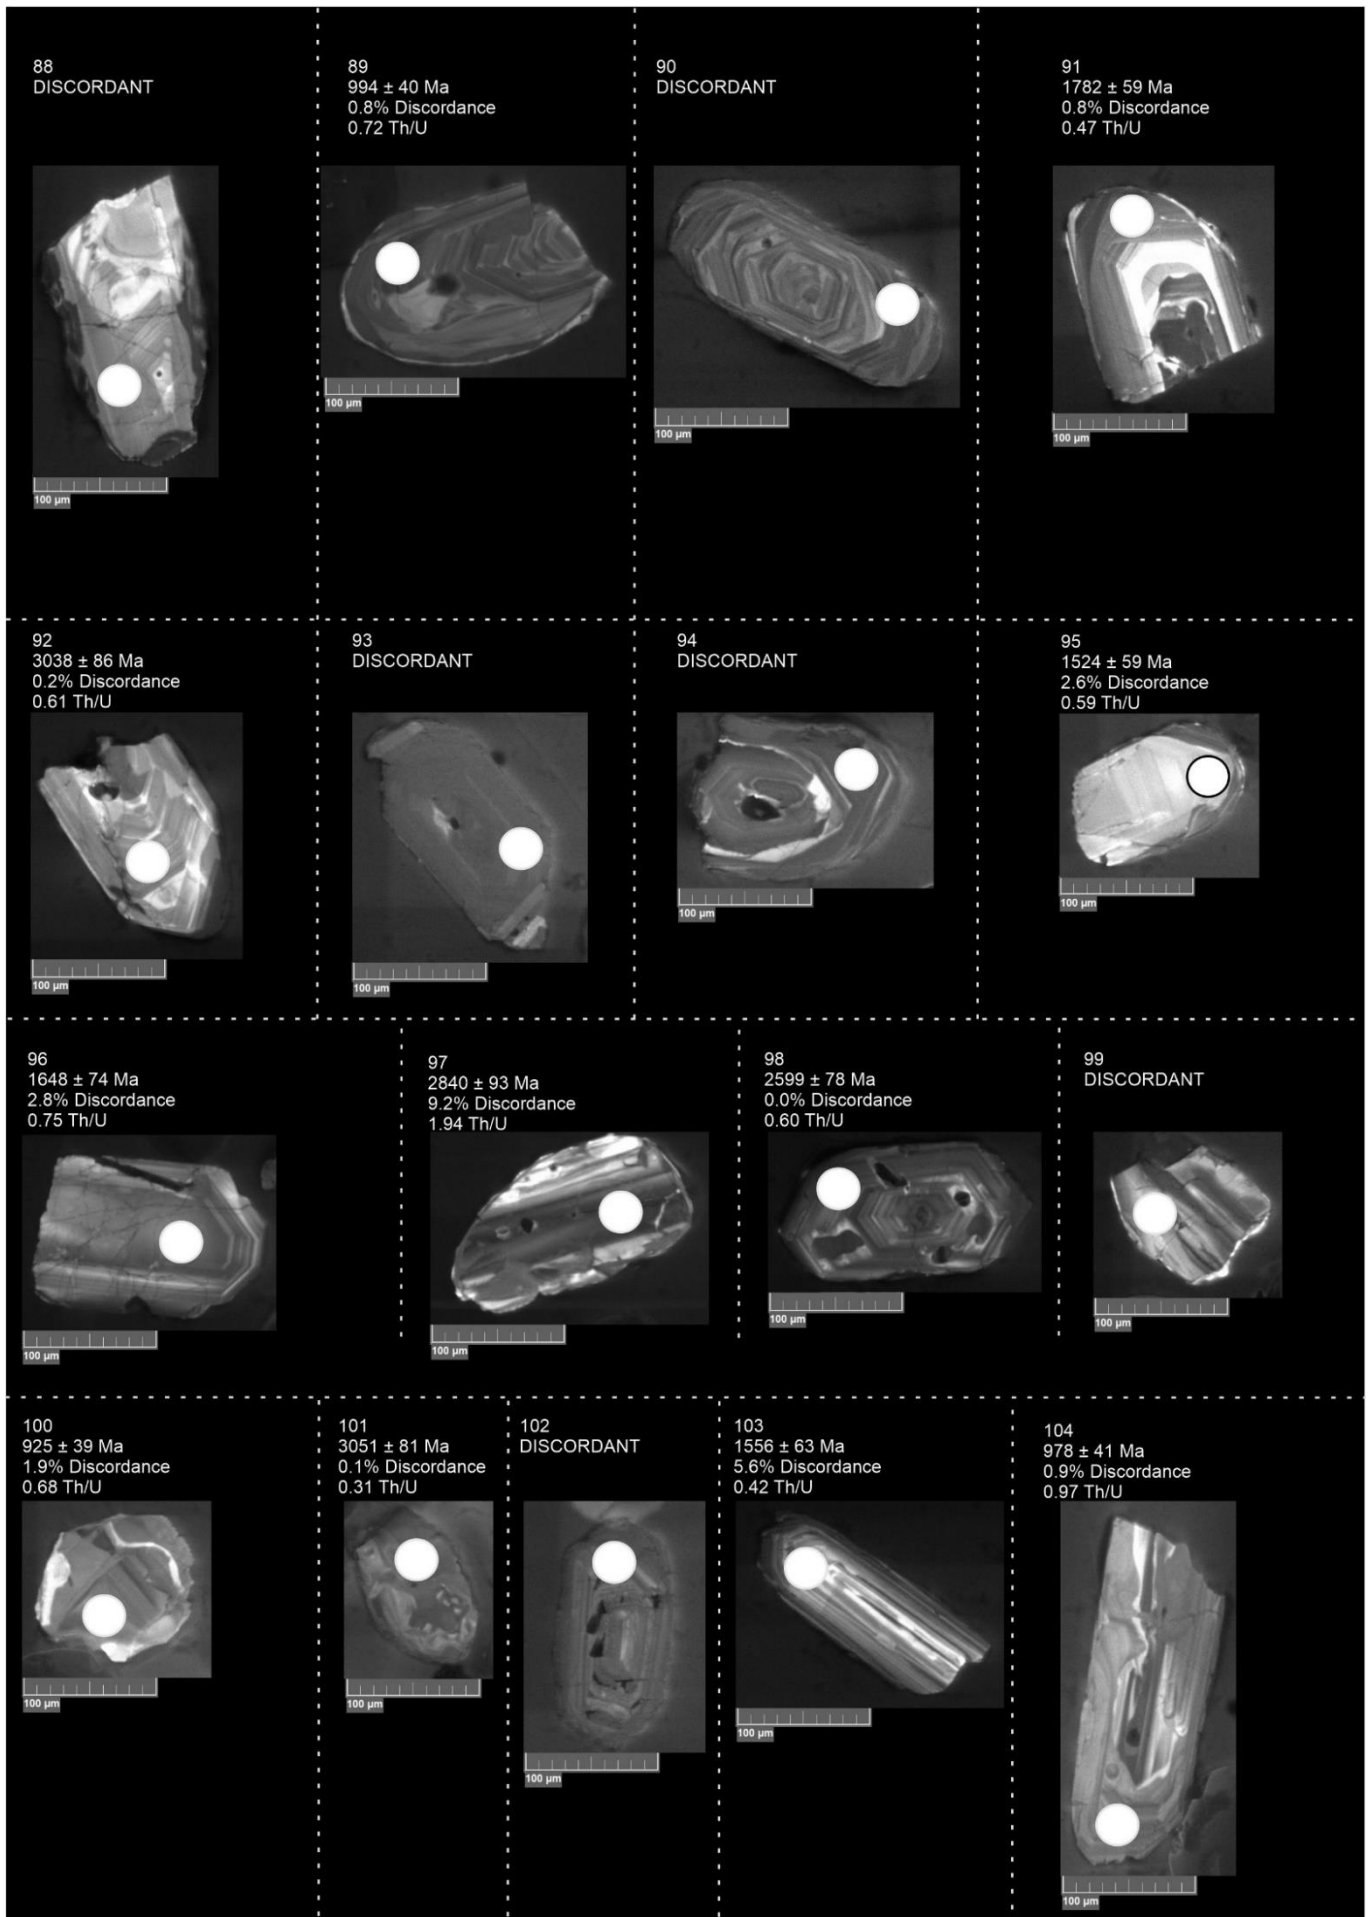 88
DISCORDANT
100 µm
89
994 ± 40 Ma
0.8% Discordance
0.72 Th/U
100 µm
90
DISCORDANT
100 µm
91
1782 ± 59 Ma
0.8% Discordance
0.47 Th/U
100 µm
92
3038 ± 86 Ma
0.2% Discordance
0.61 Th/U
100 µm
93
DISCORDANT
100 µm
94
DISCORDANT
100 µm
95
1524 ± 59 Ma
2.6% Discordance
0.59 Th/U
100 µm
96
1648 ± 74 Ma
2.8% Discordance
0.75 Th/U
100 µm
97
2840 ± 93 Ma
9.2% Discordance
1.94 Th/U
100 µm
98
2599 ± 78 Ma
0.0% Discordance
0.60 Th/U
100 µm
99
DISCORDANT
100 µm
100
925 ± 39 Ma
1.9% Discordance
0.68 Th/U
100 µm
101
3051 ± 81 Ma
0.1% Discordance
0.31 Th/U
100 µm
102
DISCORDANT
100 µm
103
1556 ± 63 Ma
5.6% Discordance
0.42 Th/U
100 µm
104
978 ± 41 Ma
0.9% Discordance
0.97 Th/U
100 µm